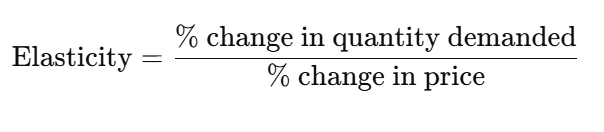 Elasticity = % change in quantity demanded
% change in price